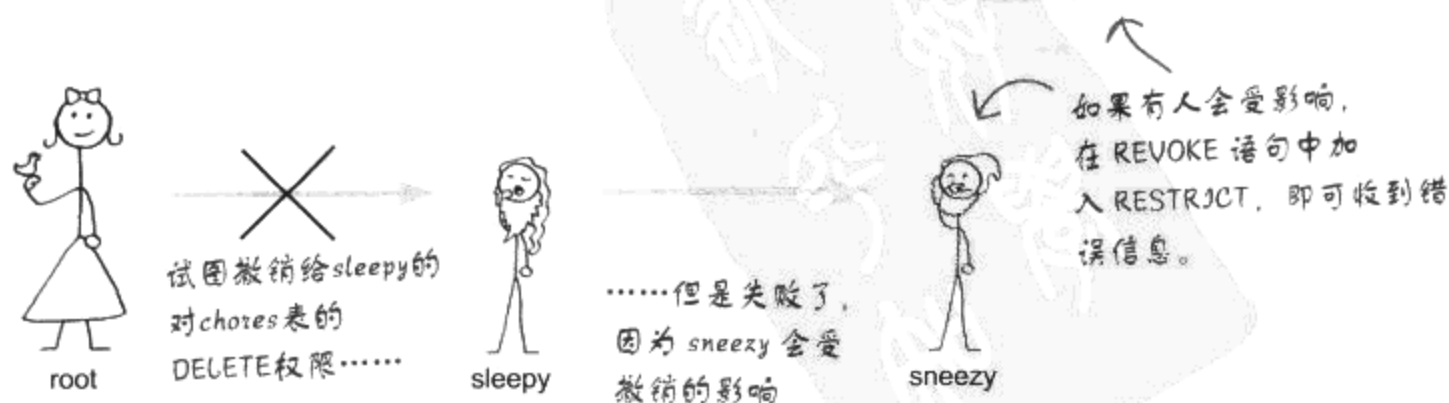 如果有人会受影响，
在 REVOKE 语句中加
入 RESTRICT，即可收到错
误信息。
试图撤销给sleepy的
对chores表的
DELETE权限……
……但是失败了，
因为 sneezy 会受
撤销的影响
root
sleepy
sneezy